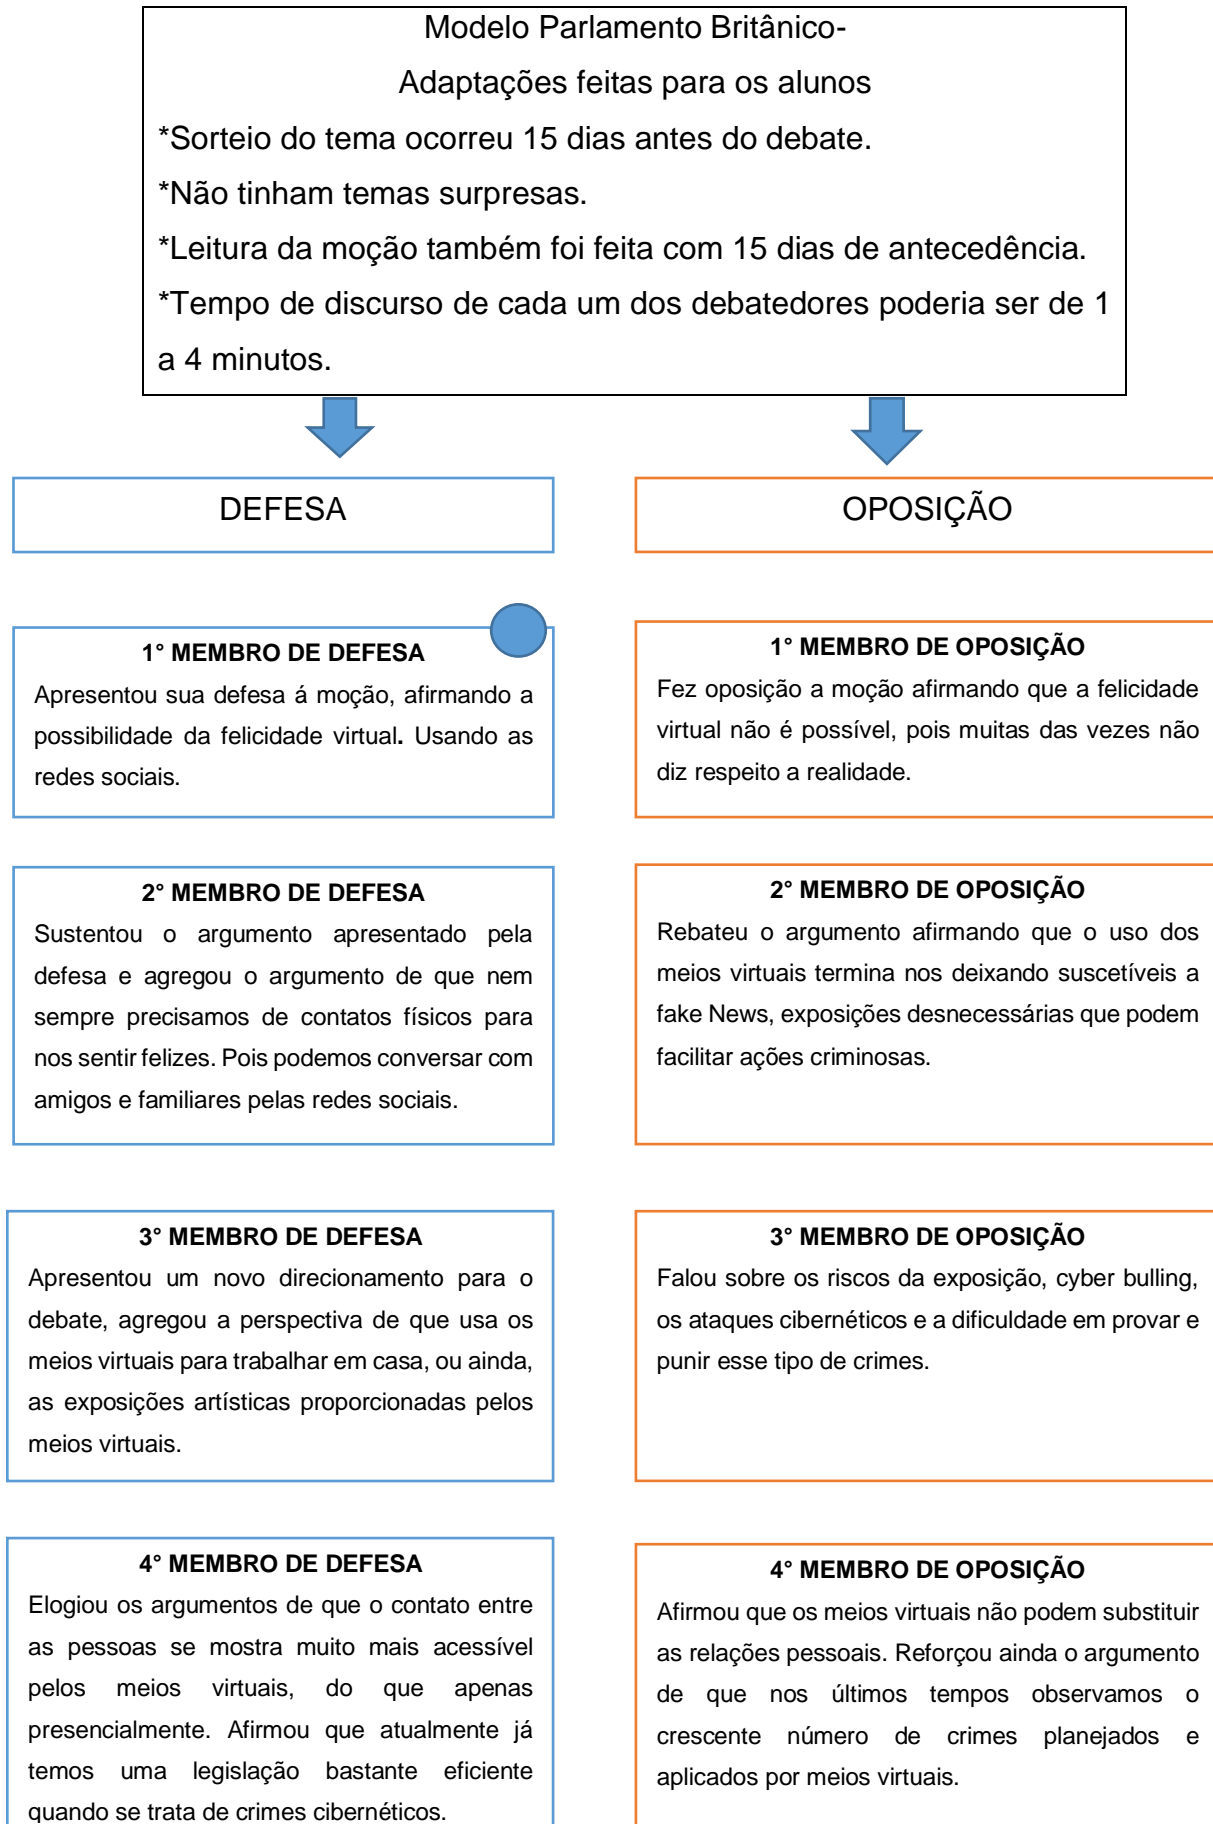 Modelo Parlamento Britânico-
Adaptações feitas para os alunos
*Sorteio do tema ocorreu 15 dias antes do debate.
*Não tinham temas surpresas.
*Leitura da moção também foi feita com 15 dias de antecedência.
*Tempo de discurso de cada um dos debatedores poderia ser de 1
a 4 minutos.
DEFESA
OPOSIÇÃO
1° MEMBRO DE DEFESA
Apresentou sua defesa á moção, afirmando a
possibilidade da felicidade virtual. Usando as
redes sociais.
1° MEMBRO DE OPOSIÇÃO
Fez oposição a moção afirmando que a felicidade
virtual não é possível, pois muitas das vezes não
diz respeito a realidade.
2° MEMBRO DE DEFESA
Sustentou o argumento apresentado pela
defesa e agregou o argumento de que nem
sempre precisamos de contatos físicos para
nos sentir felizes. Pois podemos conversar com
amigos e familiares pelas redes sociais.
2° MEMBRO DE OPOSIÇÃO
Rebateu o argumento afirmando que o uso dos
meios virtuais termina nos deixando suscetíveis a
fake News, exposições desnecessárias que podem
facilitar ações criminosas.
3° MEMBRO DE DEFESA
Apresentou um novo direcionamento para o
debate, agregou a perspectiva de que usa os
meios virtuais para trabalhar em casa, ou ainda,
as exposições artísticas proporcionadas pelos
meios virtuais.
3° MEMBRO DE OPOSIÇÃO
Falou sobre os riscos da exposição, cyber bulling,
os ataques cibernéticos e a dificuldade em provar e
punir esse tipo de crimes.
4° MEMBRO DE DEFESA
Elogiou os argumentos de que o contato entre
as pessoas se mostra muito mais acessível
pelos meios virtuais, do que apenas
presencialmente. Afirmou que atualmente já
temos uma legislação bastante eficiente
quando se trata de crimes cibernéticos.
4° MEMBRO DE OPOSIÇÃO
Afirmou que os meios virtuais não podem substituir
as relações pessoais. Reforçou ainda o argumento
de que nos últimos tempos observamos o
crescente número de crimes planejados e
aplicados por meios virtuais.